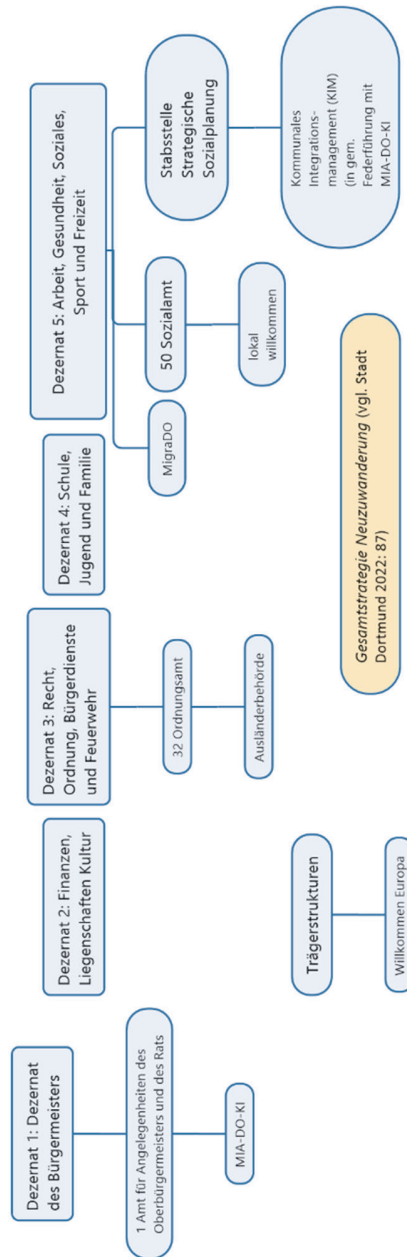 Dezernat 1: Dezernat
des Bürgermeisters
1 Amt für Angelegenheiten des
Oberbürgermeisters und des Rats
MIA-DO-KI
Dezernat 2: Finanzen,
Liegenschaften Kultur
Trägerstrukturen
Willkommen Europa
Dezernat 3: Recht,
Ordnung, Bürgerdienste
und Feuerwehr
32 Ordnungsamt
Ausländerbehörde
Dezernat 4: Schule,
Jugend und Familie
Dezernat 5: Arbeit, Gesundheit, Soziales,
Sport und Freizeit
MigraDO
50 Sozialamt
lokal
willkommen
Stabsstelle
Strategische
Sozialplanung
Kommunales
Integrations-
management (KIM)
(in gem.
Federführung mit
MIA-DO-KI
Gesamtstrategie Neuzuwanderung (vgl. Stadt
Dortmund 2022: 87)